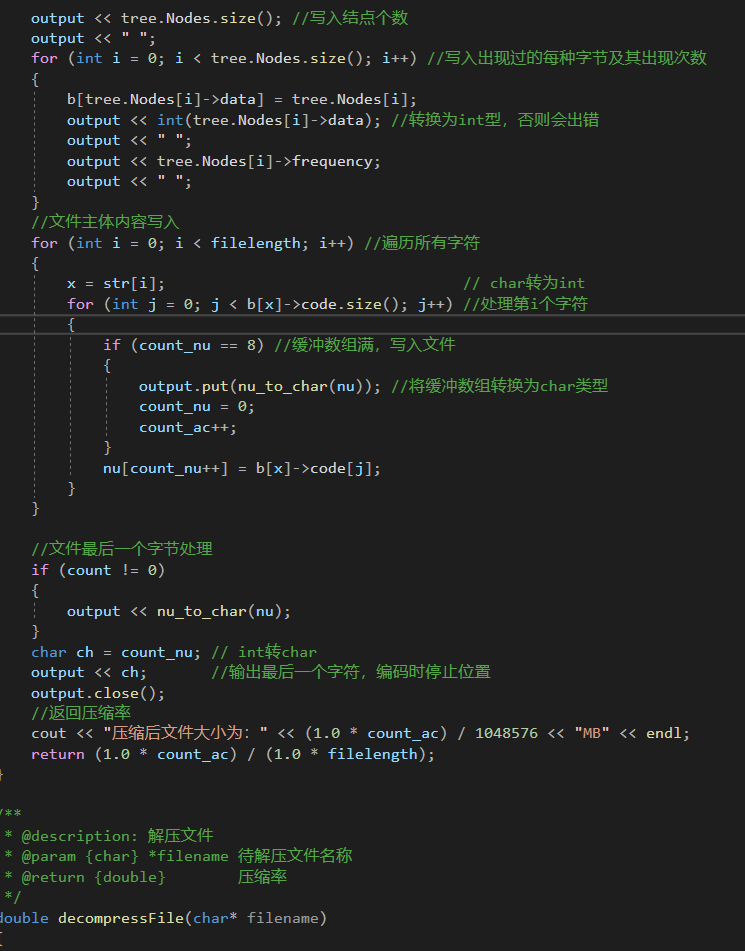 output << tree.Nodes.size(); //写入结点个数
output << " ";
for (int i = 0; i < tree.Nodes.size(); i++) //写入出现过的每种字节及其出现次数
{
b[tree.Nodes[i]->data] = tree.Nodes[i];
output << int(tree.Nodes[i]->data); //转换为int型，否则会出错
output << " ";
output << tree.Nodes[i]->frequency;
output << " ";
}
//文件主体内容写入
for (int i = 0; i < filelength; i++) //遍历所有字符
{
x = str[i]; // char转为int
for (int j = 0; j < b[x]->code.size(); j++) //处理第i个字符
{
if (count_nu == 8) //缓冲数组满，写入文件
{
output.put(nu_to_char(nu)); //将缓冲数组转换为char类型
count_nu = 0;
count_ac++;
}
nu[count_nu++] = b[x]->code[j];
}
}
//文件最后一个字节处理
if (count != 0)
{
output << nu_to_char(nu);
}
char ch = count_nu; // int转char
output << ch; //输出最后一个字符，编码时停止位置
output.close();
//返回压缩率
cout << "压缩后文件大小为：" << (1.0 * count_ac) / 1048576 << "MB" << endl;
return (1.0 * count_ac) / (1.0 * filelength);
}
/**
* @description: 解压文件
* @param {char} *filename 待解压文件名称
* @return {double} 压缩率
*/
double decompressFile(char* filename)
{